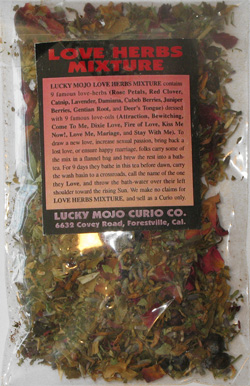 LOVE HERBS
MIXTURE
LUCKY MOJO LOVE HERBS MIXTURE contains
9 famous love-herbs (Rose Petals, Red Clover,
Catnip, Lavender, Damiana, Cubeb Berries, Juniper
Berries, Gentian Root, and Deer's Tongue) dressed
with 9 famous love-oils (Attraction, Bewitching,
Come To Me, Dixie Love, Fire of Love, Kiss Me
Now!, Love Me, Marriage, and Stay With Me). To
draw a new love, increase sexual passion, bring back a
lost love, or ensure happy marriage, folks carry some of
the mix in a flannel bag and brew the rest into a bath-
tea. For 9 days they bathe in this tea before dawn, carry
the wash basin to a crossroads, call the name of the one
they Love, and throw the bath-water over their left
shoulder toward the rising Sun. We make no claims for
LOVE HERBS MIXTURE, and sell as a Curio only
LUCKY MOJO CURIO CO.
6632 Covey Road, Forestville, Cal.